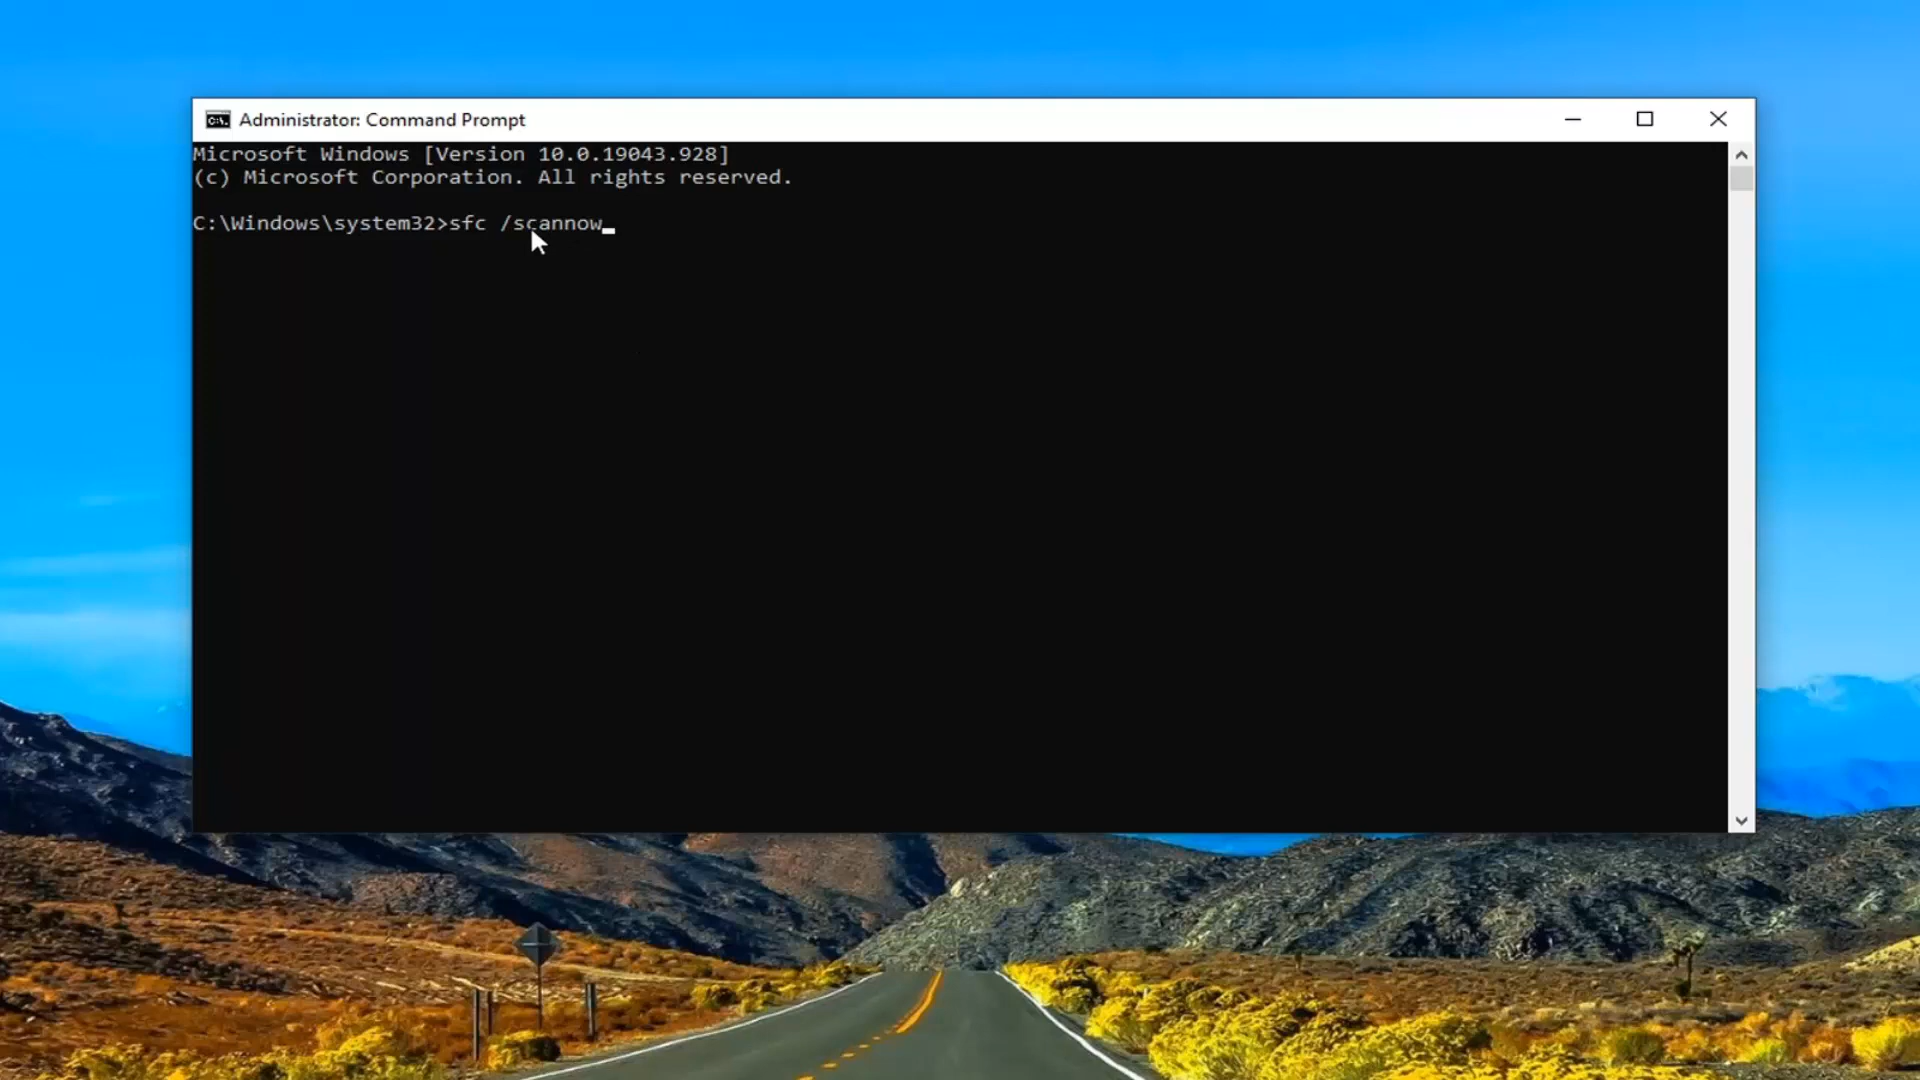 Administrator: Command Prompt
Microsoft Windows [Version 10.0.19043.928]
(c) Microsoft Corporation. All rights reserved.
C:\Windows\system32>sfc /scannow